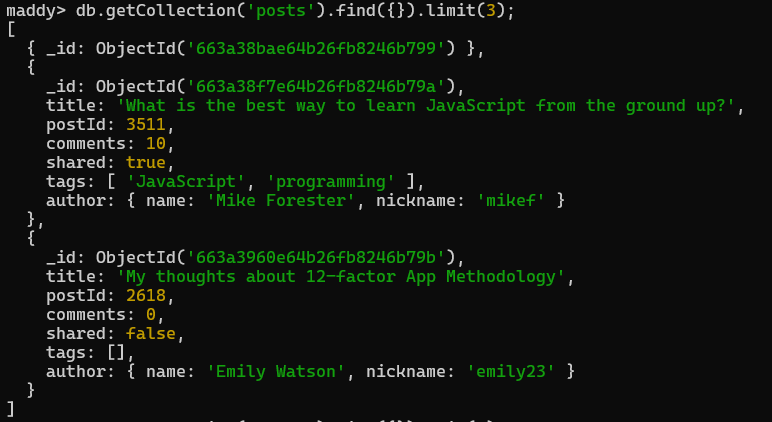 maddy> db.getCollection('posts').find({}).limit(3);
[
  { _id: ObjectId('663a38bae64b26fb8246b799') },
  {
    _id: ObjectId('663a38f7e64b26fb8246b79a'),
    title: 'What is the best way to learn JavaScript from the ground up?',
    postId: 3511,
    comments: 10,
    shared: true,
    tags: [ 'JavaScript', 'programming' ],
    author: { name: 'Mike Forester', nickname: 'mikef' }
  },
  {
    _id: ObjectId('663a3960e64b26fb8246b79b'),
    title: 'My thoughts about 12-factor App Methodology',
    postId: 2618,
    comments: 0,
    shared: false,
    tags: [],
    author: { name: 'Emily Watson', nickname: 'emily23' }
  }
]